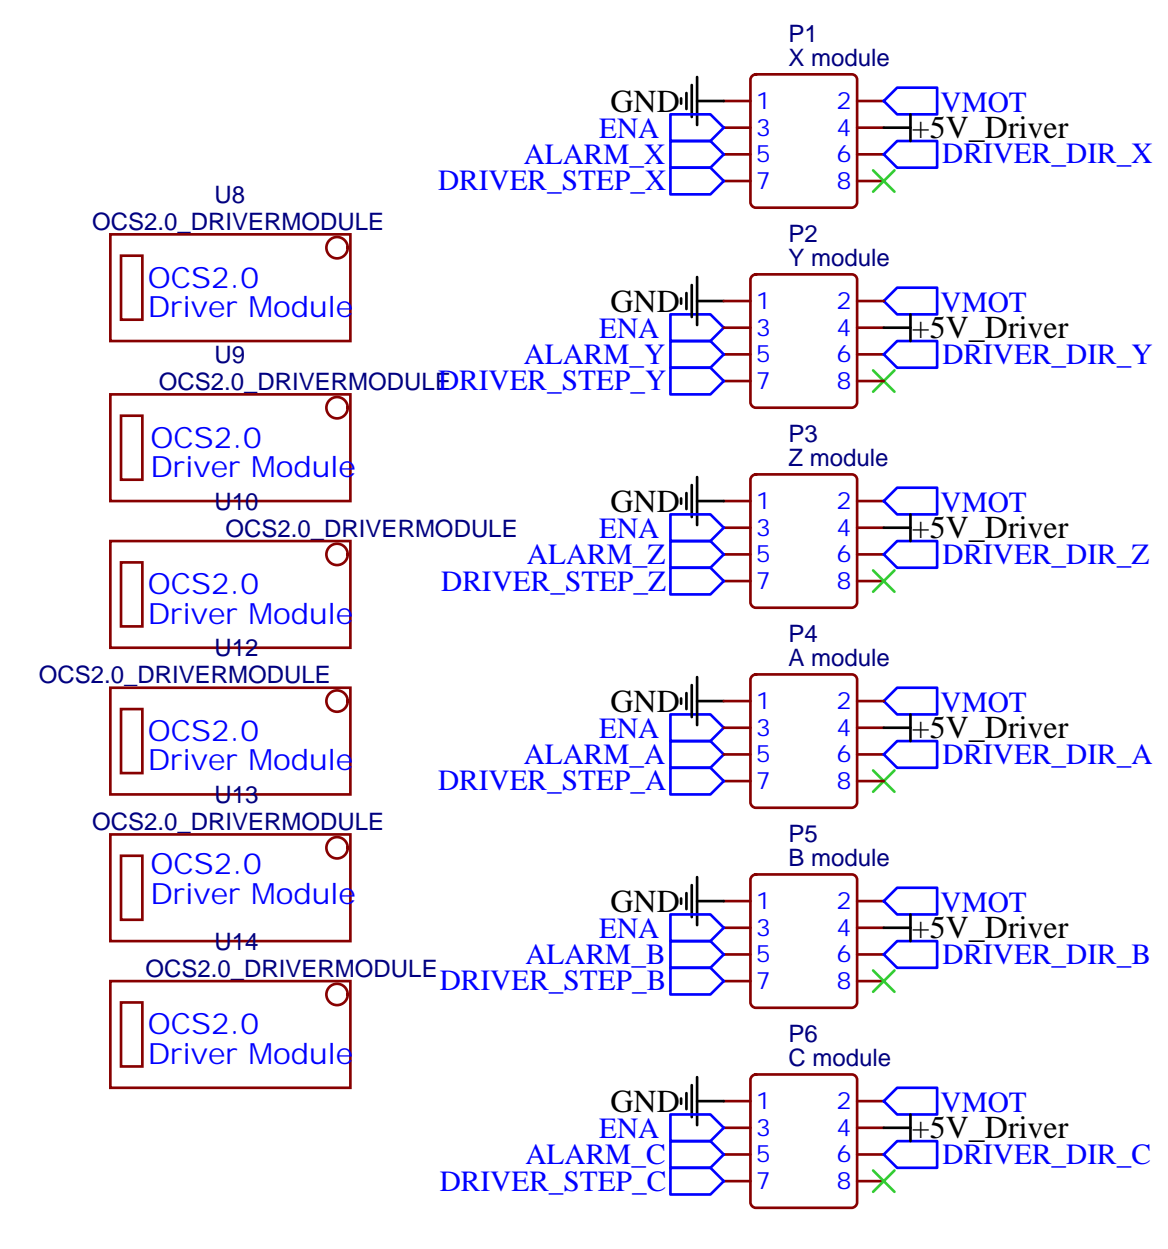 U8
OCS2.0_DRIVERMODULE
OCS2.0
Driver Module
U9
OCS2.0_DRIVERMODULE
OCS2.0
Driver Module
U10
OCS2.0_DRIVERMODULE
OCS2.0
Driver Module
U12
OCS2.0_DRIVERMODULE
OCS2.0
Driver Module
U13
OCS2.0_DRIVERMODULE
OCS2.0
Driver Module
U14
OCS2.0_DRIVERMODULE
OCS2.0
Driver Module
P1
X module
GND 1 2 VMOT
ENA 3 4 +5V_Driver
ALARM_X 5 6 DRIVER_DIR_X
DRIVER_STEP_X 7 8
P2
Y module
GND 1 2 VMOT
ENA 3 4 +5V_Driver
ALARM_Y 5 6 DRIVER_DIR_Y
DRIVER_STEP_Y 7 8
P3
Z module
GND 1 2 VMOT
ENA 3 4 +5V_Driver
ALARM_Z 5 6 DRIVER_DIR_Z
DRIVER_STEP_Z 7 8
P4
A module
GND 1 2 VMOT
ENA 3 4 +5V_Driver
ALARM_A 5 6 DRIVER_DIR_A
DRIVER_STEP_A 7 8
P5
B module
GND 1 2 VMOT
ENA 3 4 +5V_Driver
ALARM_B 5 6 DRIVER_DIR_B
DRIVER_STEP_B 7 8
P6
C module
GND 1 2 VMOT
ENA 3 4 +5V_Driver
ALARM_C 5 6 DRIVER_DIR_C
DRIVER_STEP_C 7 8